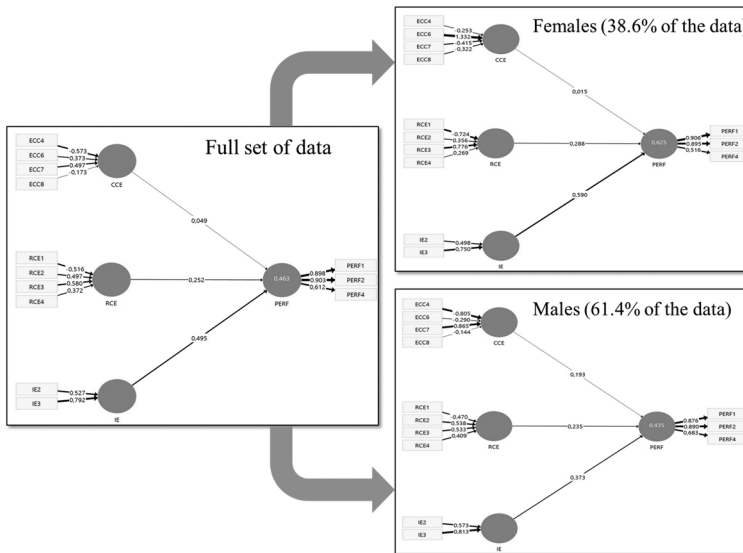 Full set of data
ECC4
ECC6
ECC7
ECC8
-0,573
0,373
0,497
-0,173
CCE
0,049
RCE1
RCE2
RCE3
RCE4
-0,516
0,497
0,580
0,372
RCE
0,252
0,463
PERF
0,898
0,903
0,612
PERF1
PERF2
PERF4
0,495
IE2
IE3
0,527
0,792
IE
Females (38.6% of the data)
ECC4
ECC6
ECC7
ECC8
-0,253
1,332
-0,415
-0,322
CCE
0,015
RCE1
RCE2
RCE3
RCE4
-0,724
0,356
0,776
0,269
RCE
0,288
0,625
PERF
0,906
0,895
0,516
PERF1
PERF2
PERF4
0,590
IE2
IE3
0,498
0,750
IE
Males (61.4% of the data)
ECC4
ECC6
ECC7
ECC8
-0,805
-0,290
0,865
-0,144
CCE
0,193
RCE1
RCE2
RCE3
RCE4
-0,470
0,538
0,533
0,409
RCE
0,235
0,435
PERF
0,876
0,890
0,683
PERF1
PERF2
PERF4
0,373
IE2
IE3
0,573
0,813
IE